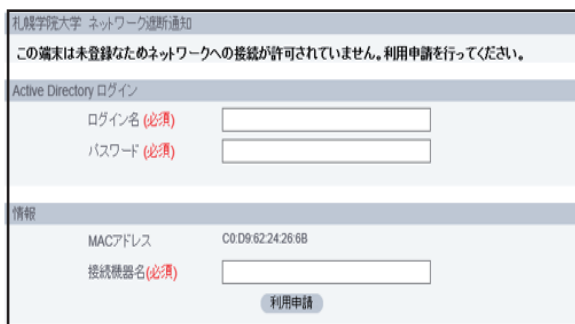 札幌学院大学 ネットワーク遮断通知
この端末は未登録なためネットワークへの接続が許可されていません。利用申請を行ってください。
Active Directory ログイン
ログイン名 (必須)
パスワード (必須)
情報
MACアドレス C0:D9:62:24:26:6B
接続機器名(必須)
利用申請